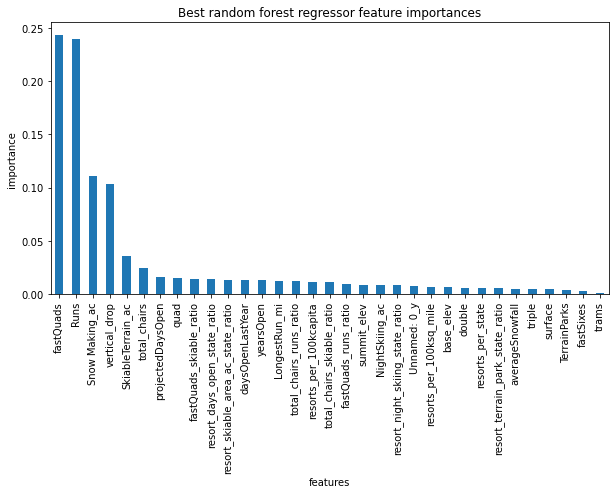 Best random forest regressor feature importances
importance
0.25
0.20
0.15
0.10
0.05
0.00
fastQuads
Runs
Snow Making_ac
vertical_drop
SkiableTerrain_ac
total_chairs
projectedDaysOpen
quad
fastQuads_skiable_ratio
resort_days_open_state_ratio
resort_skiable_area_ac_state_ratio
daysOpenLastYear
yearsOpen
LongestRun_mi
total_chairs_runs_ratio
resorts_per_100kcapita
total_chairs_skiable_ratio
fastQuads_runs_ratio
summit_elev
NightSkiing_ac
resort_night_skiing_state_ratio
Unnamed: 0_y
resorts_per_100ksq_mile
base_elev
double
resorts_per_state
resort_terrain_park_state_ratio
averageSnowfall
triple
surface
TerrainParks
fastSixes
trams
features